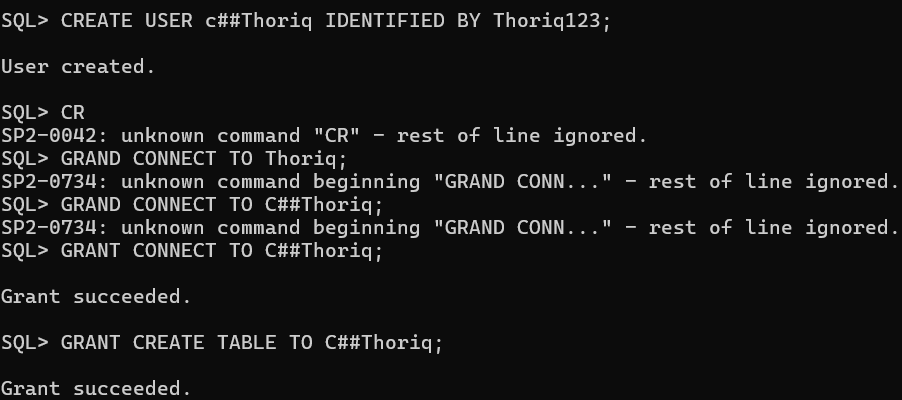 SQL> CREATE USER c##Thoriq IDENTIFIED BY Thoriq123;
User created.
SQL> CR
SP2-0042: unknown command "CR" - rest of line ignored.
SQL> GRAND CONNECT TO Thoriq;
SP2-0734: unknown command beginning "GRAND CONN..." - rest of line ignored.
SQL> GRAND CONNECT TO C##Thoriq;
SP2-0734: unknown command beginning "GRAND CONN..." - rest of line ignored.
SQL> GRANT CONNECT TO C##Thoriq;
Grant succeeded.
SQL> GRANT CREATE TABLE TO C##Thoriq;
Grant succeeded.